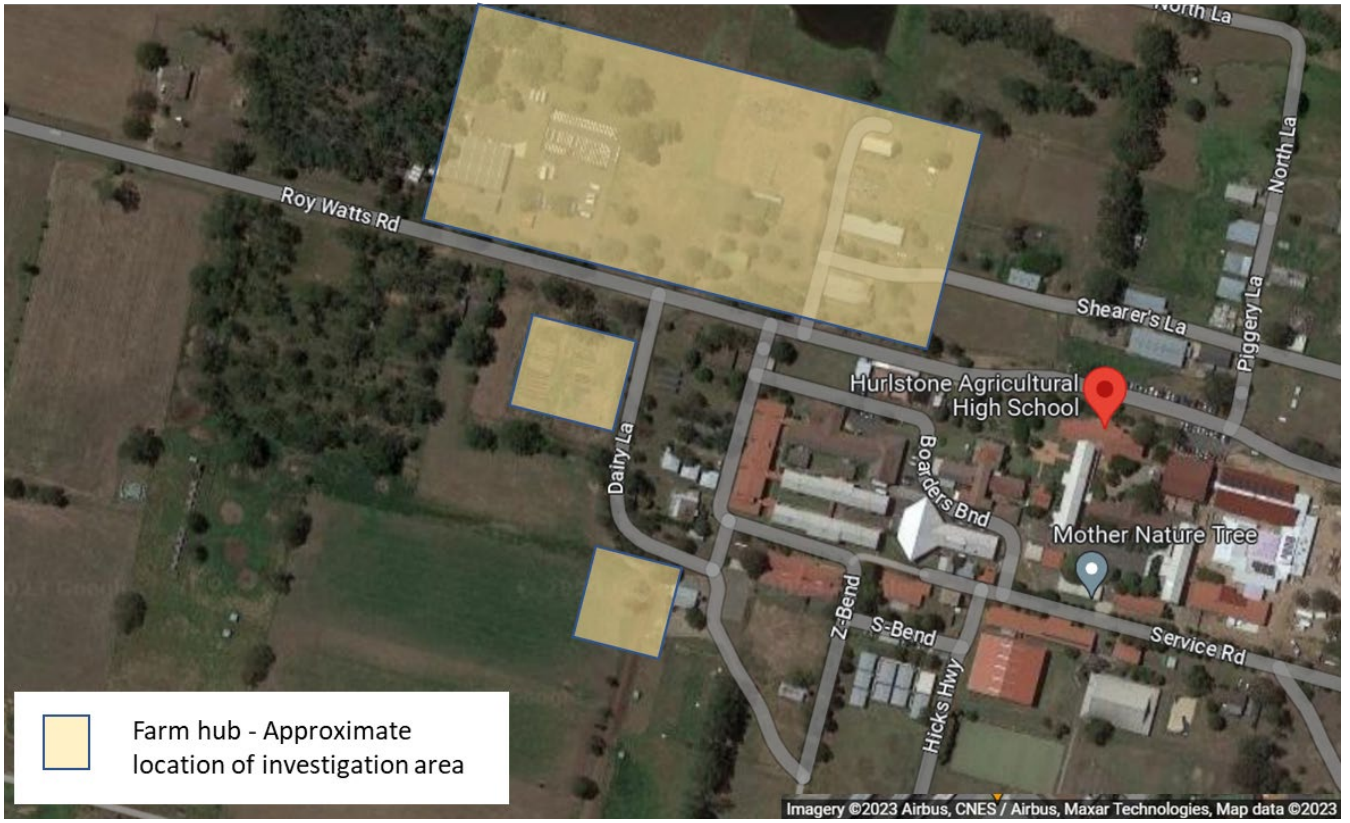 North La
North La
Roy Watts Rd
Shearer's La
Piggery La
Hurlstone Agricultural
High School
Dairy La
Boarders Bnd
Mother Nature Tree
Z-Bend
S-Bend
Service Rd
Hicks Hwy
Farm hub - Approximate
location of investigation area
Imagery ©2023 Airbus, CNES / Airbus, Maxar Technologies, Map data ©2023